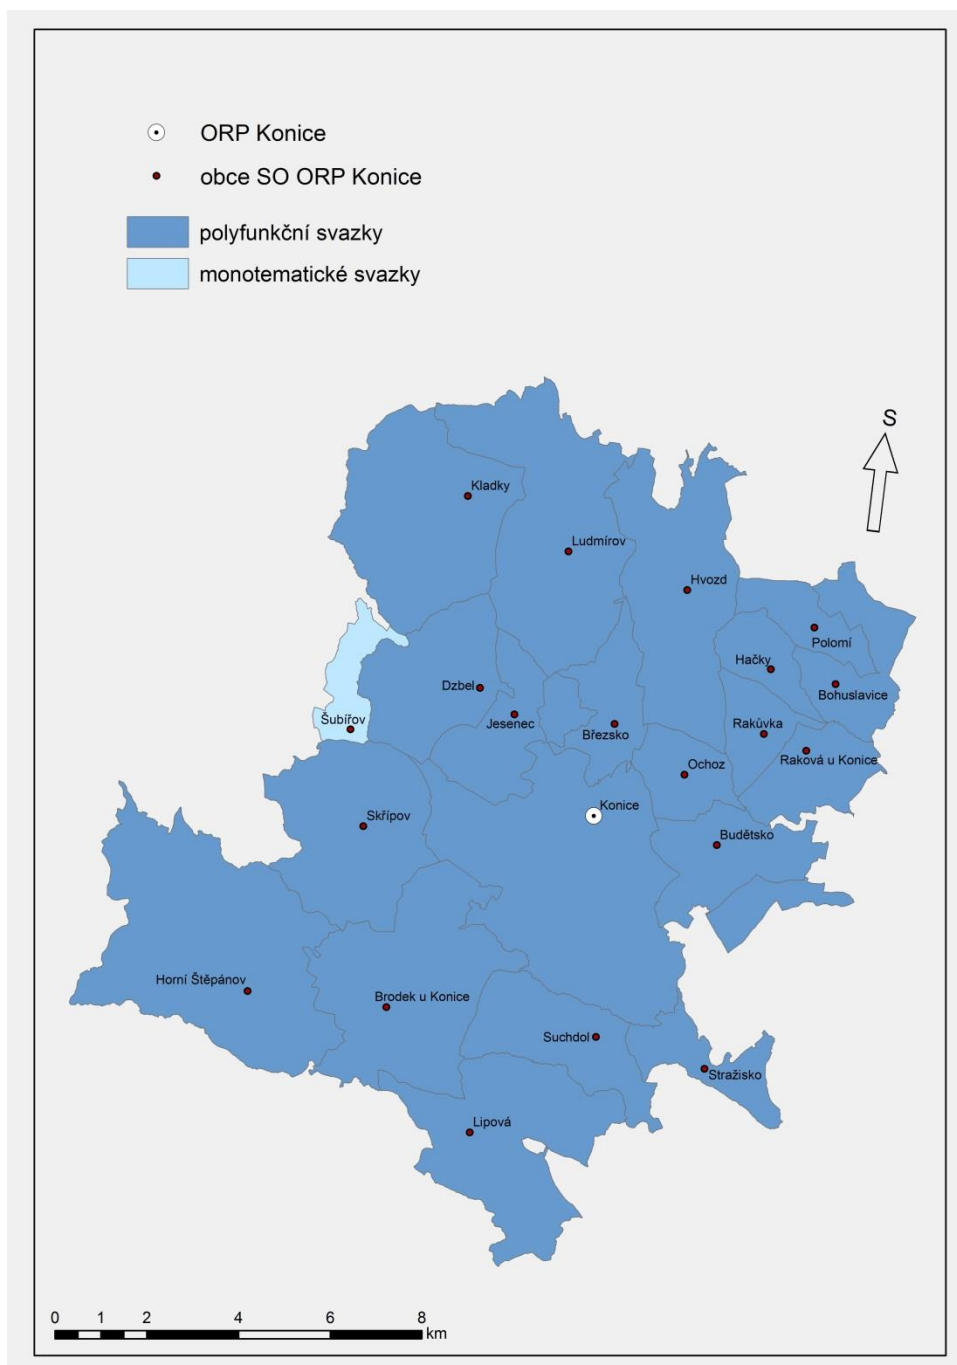 ORP Konice
obce SO ORP Konice
polyfunkční svazky
monotematické svazky
S
Kladky
Ludmírov
Hvozd
Polomí
Hačky
Bohuslavice
Dzbel
Jesenec
Šubířov
Březsko
Rakůvka
Raková u Konice
Ochoz
Konice
Skřípov
Budětsko
Horní Štěpánov
Brodek u Konice
Suchdol
Stražisko
Lipová
0 1 2 4 6 8
km